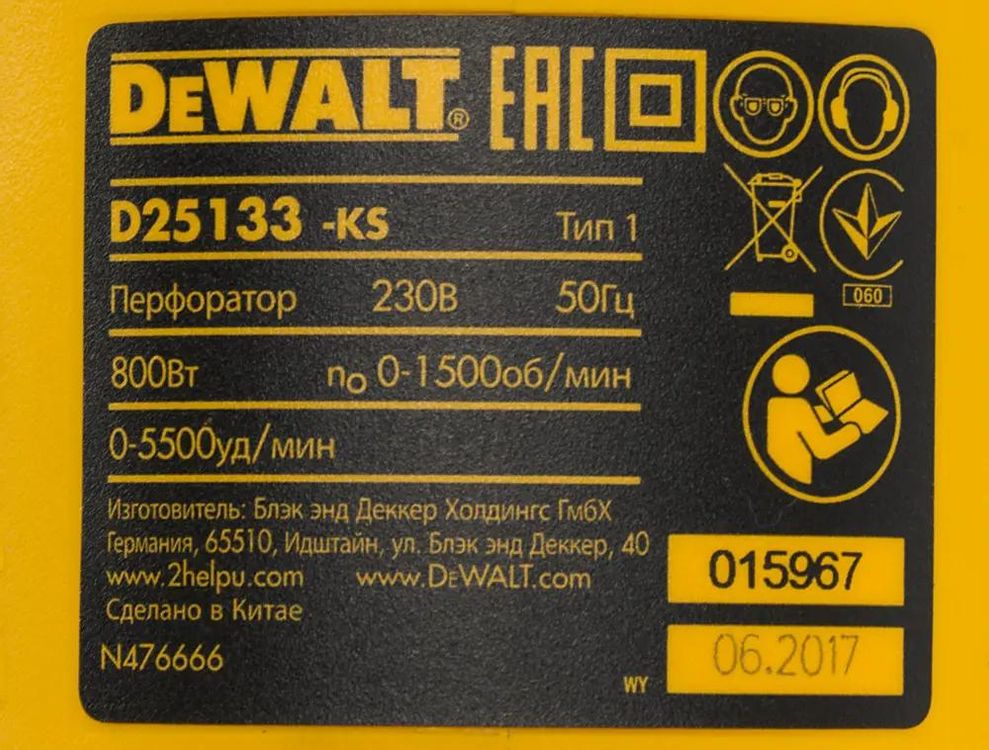 DEWALT® EAC
D25133 -KS Тип 1
060
Перфоратор 230В 50Гц
800Вт no 0-1500об/мин
0-5500уд/мин
Изготовитель: Блэк энд Деккер Холдингс ГмбХ
Германия, 65510, Идштайн, ул. Блэк энд Деккер, 40
www.2helpu.com www.DEWALT.com
Сделано в Китае
015967
N476666
WY
06.2017